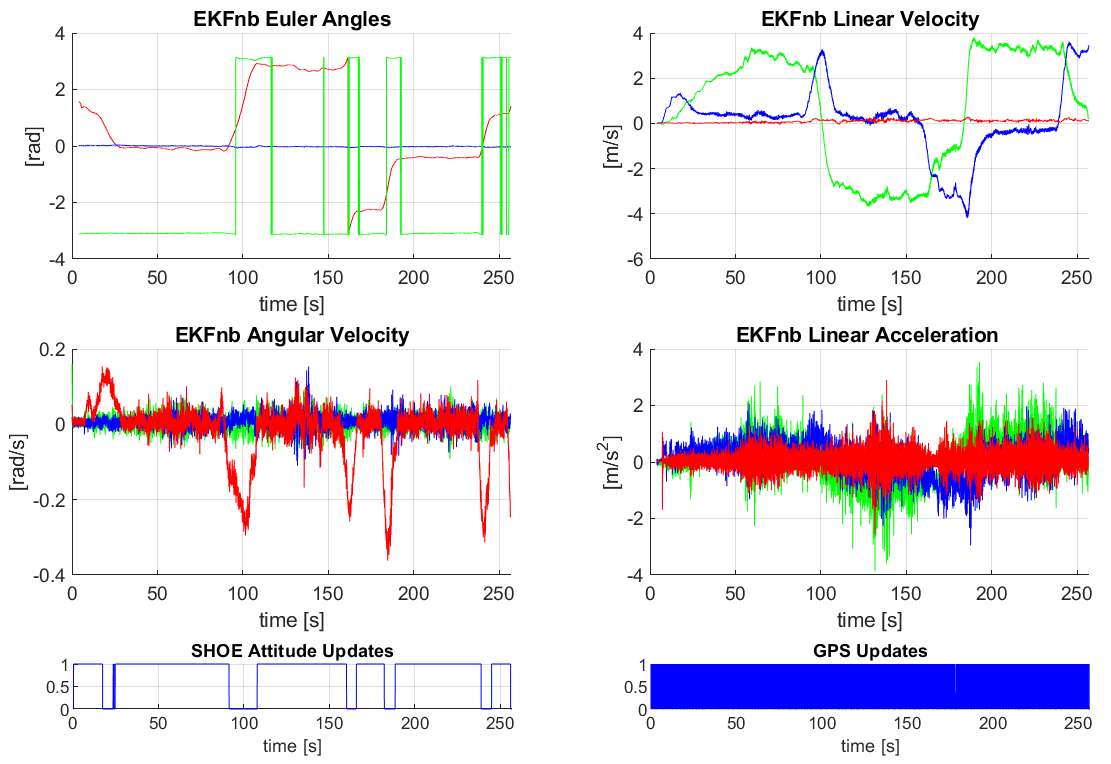 EKFnb Euler Angles
4
2
0
-2
-4
[rad]
0 50 100 150 200 250
time [s]
EKFnb Linear Velocity
4
2
0
-2
-4
-6
[m/s]
0 50 100 150 200 250
time [s]
EKFnb Angular Velocity
0.2
0
-0.2
-0.4
[rad/s]
0 50 100 150 200 250
time [s]
EKFnb Linear Acceleration
4
2
0
-2
-4
[m/s²]
0 50 100 150 200 250
time [s]
SHOE Attitude Updates
1
0.5
0
0 50 100 150 200 250
time [s]
GPS Updates
1
0.5
0
0 50 100 150 200 250
time [s]